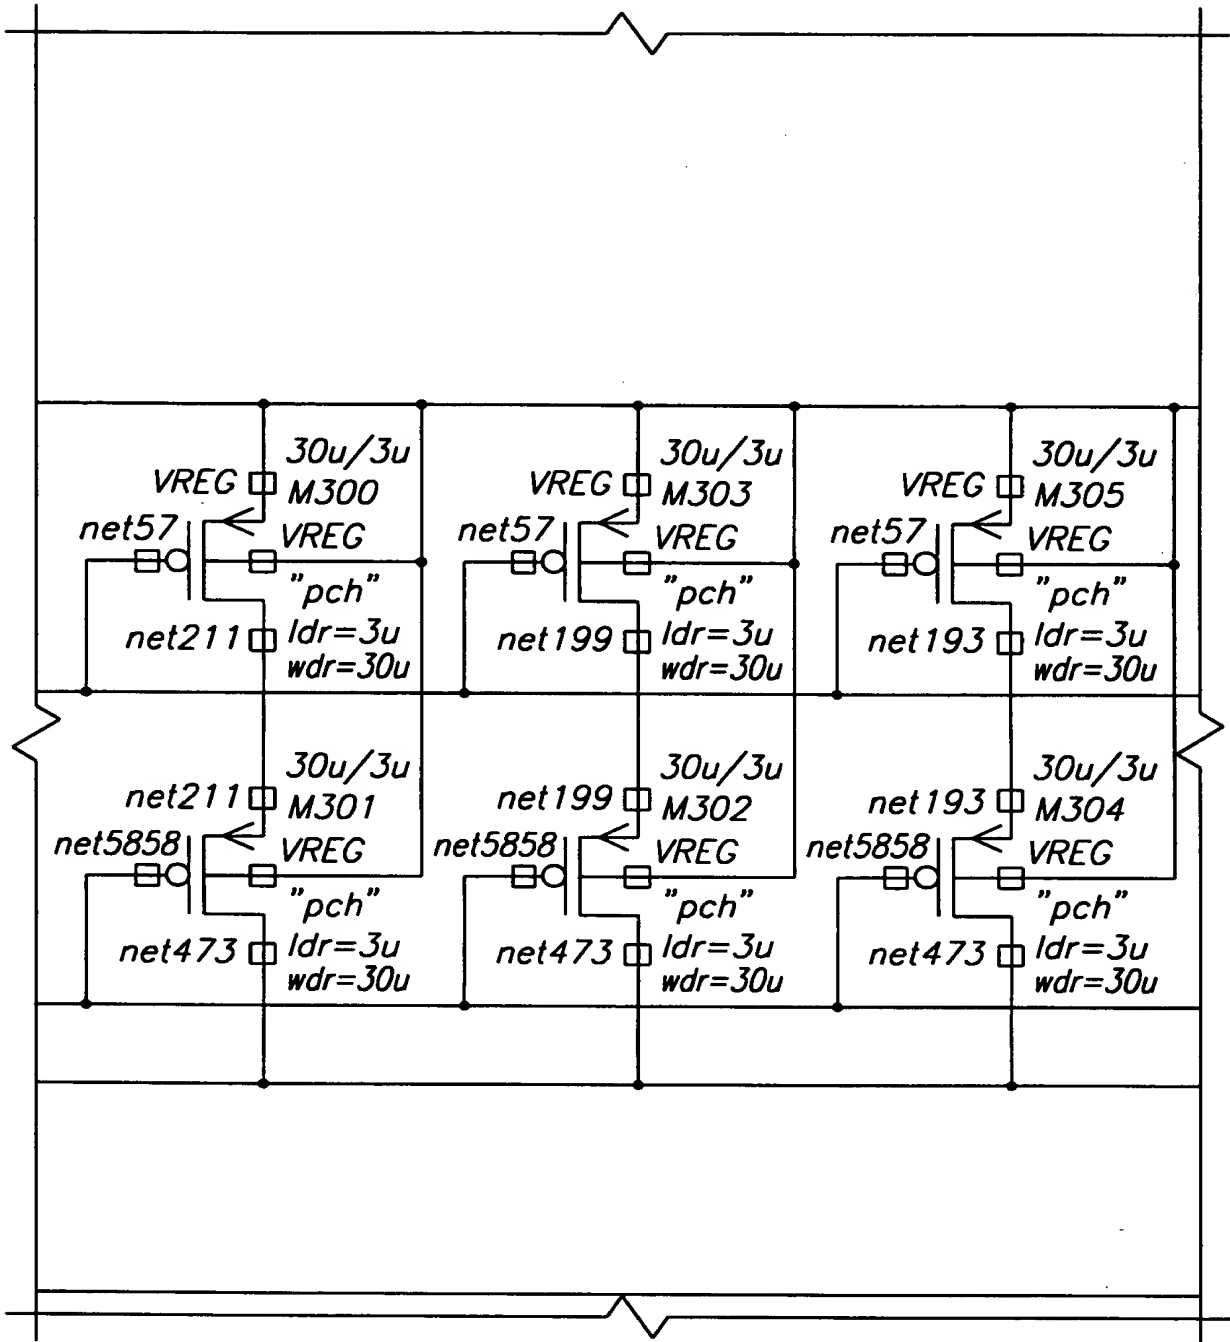 30u/3u
VREG M300
net57 VREG
"pch"
net211 ldr=3u
wdr=30u
30u/3u
VREG M303
net57 VREG
"pch"
net199 ldr=3u
wdr=30u
30u/3u
VREG M305
net57 VREG
"pch"
net193 ldr=3u
wdr=30u
30u/3u
net211 M301
net5858 VREG
"pch"
net473 ldr=3u
wdr=30u
30u/3u
net199 M302
net5858 VREG
"pch"
net473 ldr=3u
wdr=30u
30u/3u
net193 M304
net5858 VREG
"pch"
net473 ldr=3u
wdr=30u